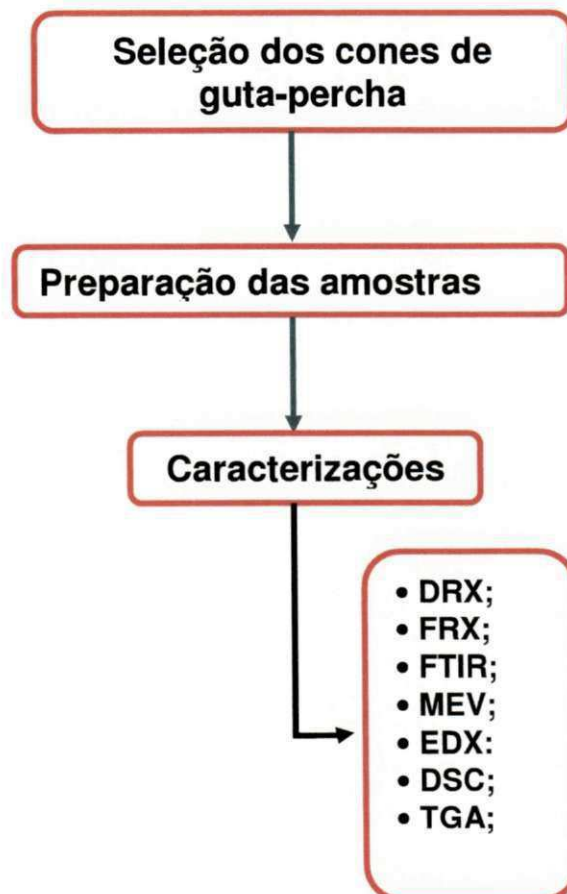 Seleção dos cones de
guta-percha
Preparação das amostras
Caracterizações
• DRX;
• FRX;
• FTIR;
• MEV;
• EDX:
• DSC;
• TGA;